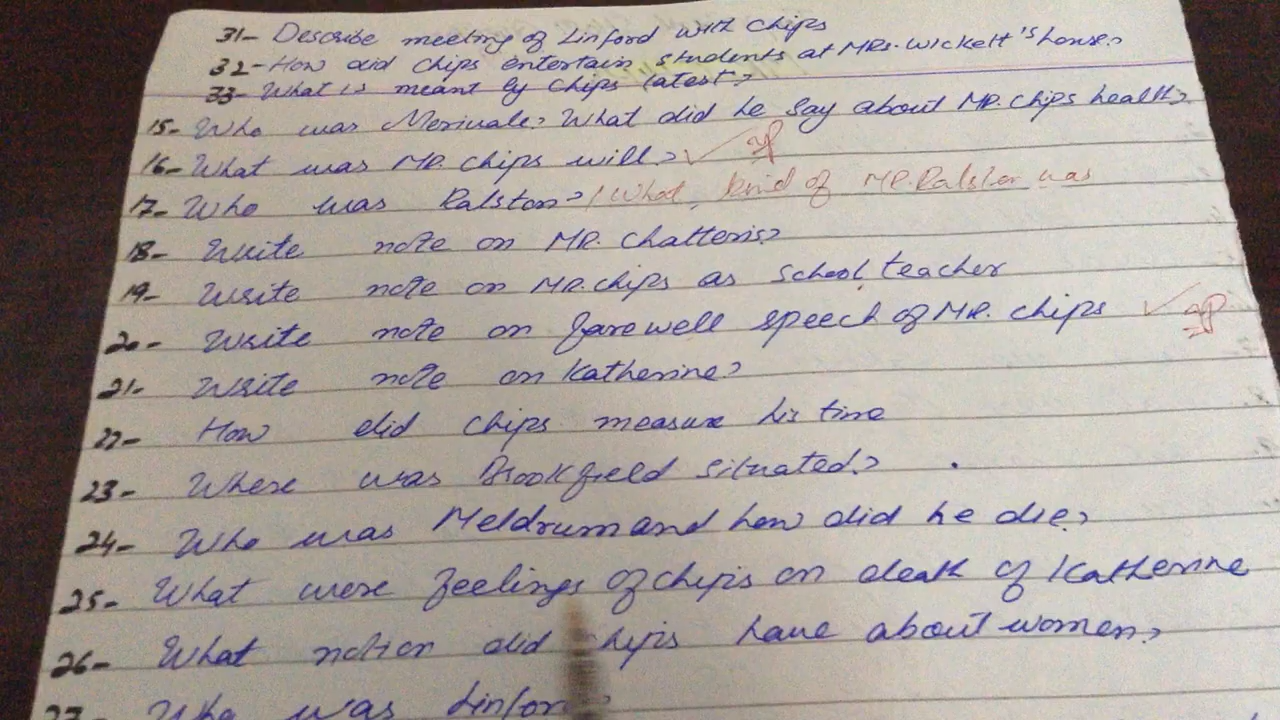 31- Describe meeting of Linford with Chips
32- How did Chips entertain students at MRs. Wickett's house?
33- What is meant by Chips latest?
15- Who was Merivale? What did he say about MR. Chips health?
16- What was MR. Chips will? ✓
17- Who was Ralston? / What kind of MR. Ralston was
18- Write note on MR. Chatteris?
19- Write note on MR. chips as school teacher
20- Write note on farewell speech of MR. chips ✓
21- Write note on Katherine?
22- How did chips measure his time
23- Where was Brookfield situated?
24- Who was Meldrum and how did he die?
25- What were feelings of chips on death of Katherine
26- What notion did hips have about women?
27- Who was Linford?